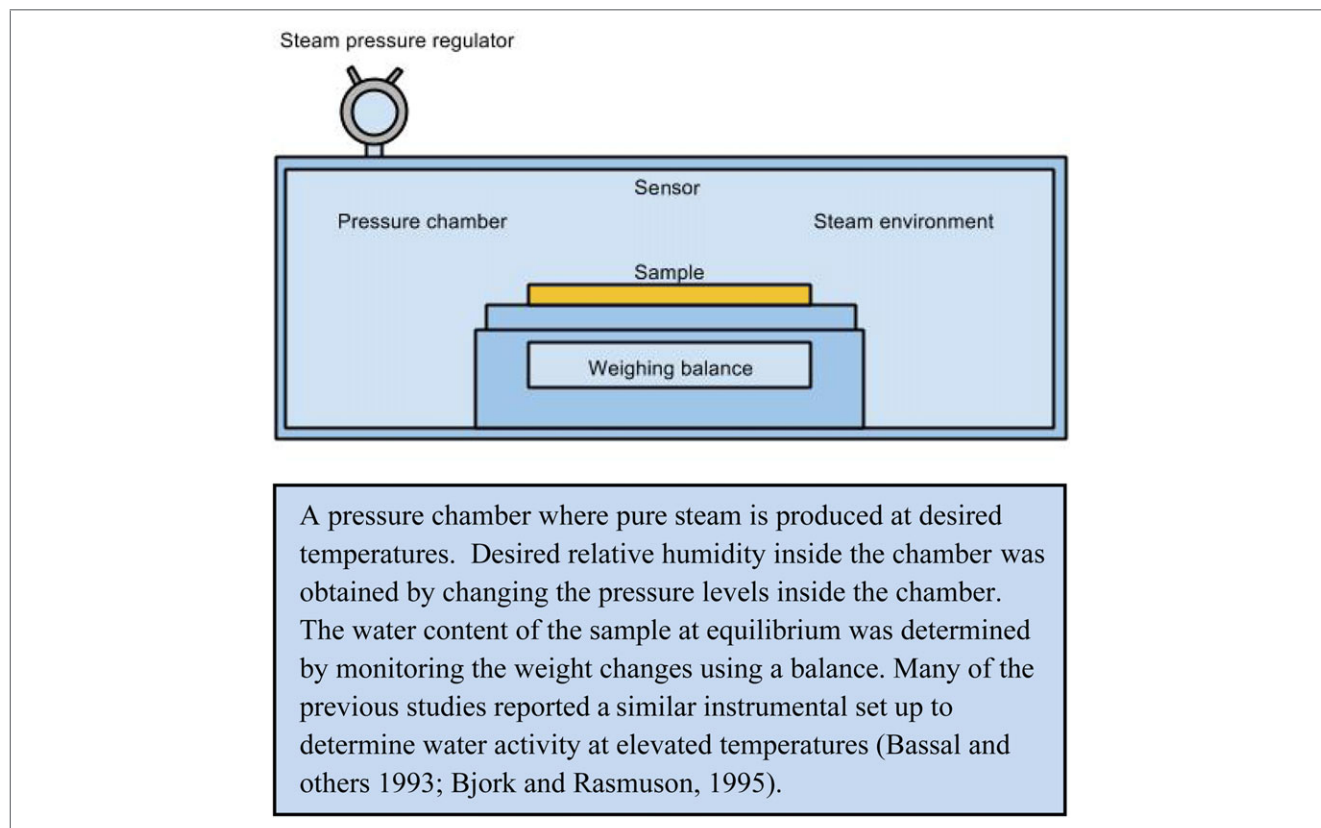 Steam pressure regulator
Sensor
Pressure chamber
Steam environment
Sample
Weighing balance
A pressure chamber where pure steam is produced at desired
temperatures.  Desired relative humidity inside the chamber was
obtained by changing the pressure levels inside the chamber.
The water content of the sample at equilibrium was determined
by monitoring the weight changes using a balance. Many of the
previous studies reported a similar instrumental set up to
determine water activity at elevated temperatures (Bassal and
others 1993; Bjork and Rasmuson, 1995).